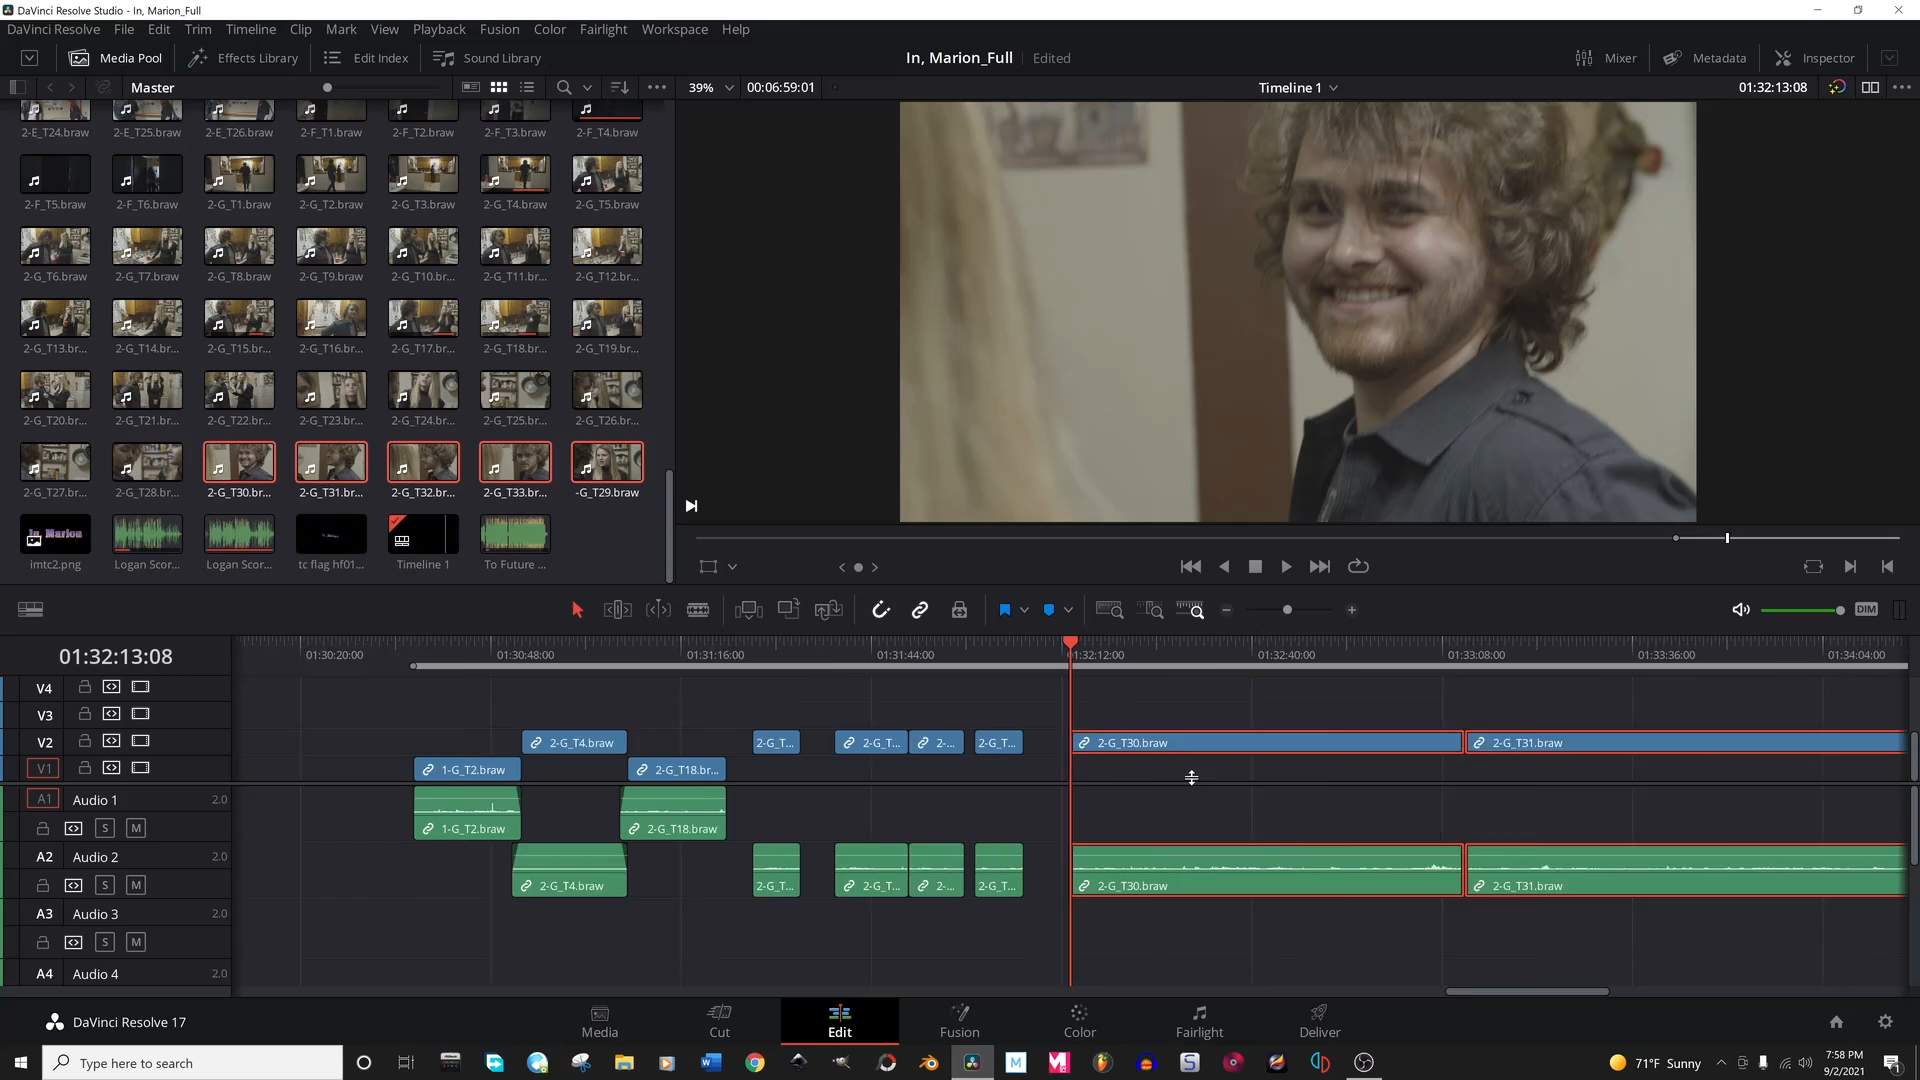 DaVinci Resolve Studio - In, Marion_Full
DaVinci Resolve File Edit Trim Timeline Clip Mark View Playback Fusion Color Fairlight Workspace Help
Media Pool Effects Library Edit Index Sound Library In, Marion_Full Edited Mixer Metadata Inspector
Master 39% 00:06:59:01 Timeline 1 01:32:13:08
2-E_T24.braw 2-E_T25.braw 2-E_T26.braw 2-F_T1.braw 2-F_T2.braw 2-F_T3.braw 2-F_T4.braw
2-F_T5.braw 2-F_T6.braw 2-G_T1.braw 2-G_T2.braw 2-G_T3.braw 2-G_T4.braw 2-G_T5.braw
2-G_T6.braw 2-G_T7.braw 2-G_T8.braw 2-G_T9.braw 2-G_T10.br... 2-G_T11.br... 2-G_T12.br...
2-G_T13.br... 2-G_T14.br... 2-G_T15.br... 2-G_T16.br... 2-G_T17.br... 2-G_T18.br... 2-G_T19.br...
2-G_T20.br... 2-G_T21.br... 2-G_T22.br... 2-G_T23.br... 2-G_T24.br... 2-G_T25.br... 2-G_T26.br...
2-G_T27.br... 2-G_T28.br... 2-G_T30.br... 2-G_T31.br... 2-G_T32.br... 2-G_T33.br... -G_T29.braw
In Marion
imtc2.png Logan Scor... Logan Scor... tc flag hf01... Timeline 1 To Future ...
DIM
01:32:13:08 01:30:20:00 01:30:48:00 01:31:16:00 01:31:44:00 01:32:12:00 01:32:40:00 01:33:08:00 01:33:36:00 01:34:04:00
V4
V3
V2 2-G_T4.braw 2-G_T... 2-G_T... 2-... 2-G_T... 2-G_T30.braw 2-G_T31.braw
V1 1-G_T2.braw 2-G_T18.br...
A1 Audio 1 2.0
S M 1-G_T2.braw 2-G_T18.braw
A2 Audio 2 2.0
S M 2-G_T4.braw 2-G_T... 2-G_T... 2-... 2-G_T... 2-G_T30.braw 2-G_T31.braw
A3 Audio 3 2.0
S M
A4 Audio 4 2.0
DaVinci Resolve 17 Media Cut Edit Fusion Color Fairlight Deliver
Type here to search 71°F Sunny 7:58 PM
9/2/2021